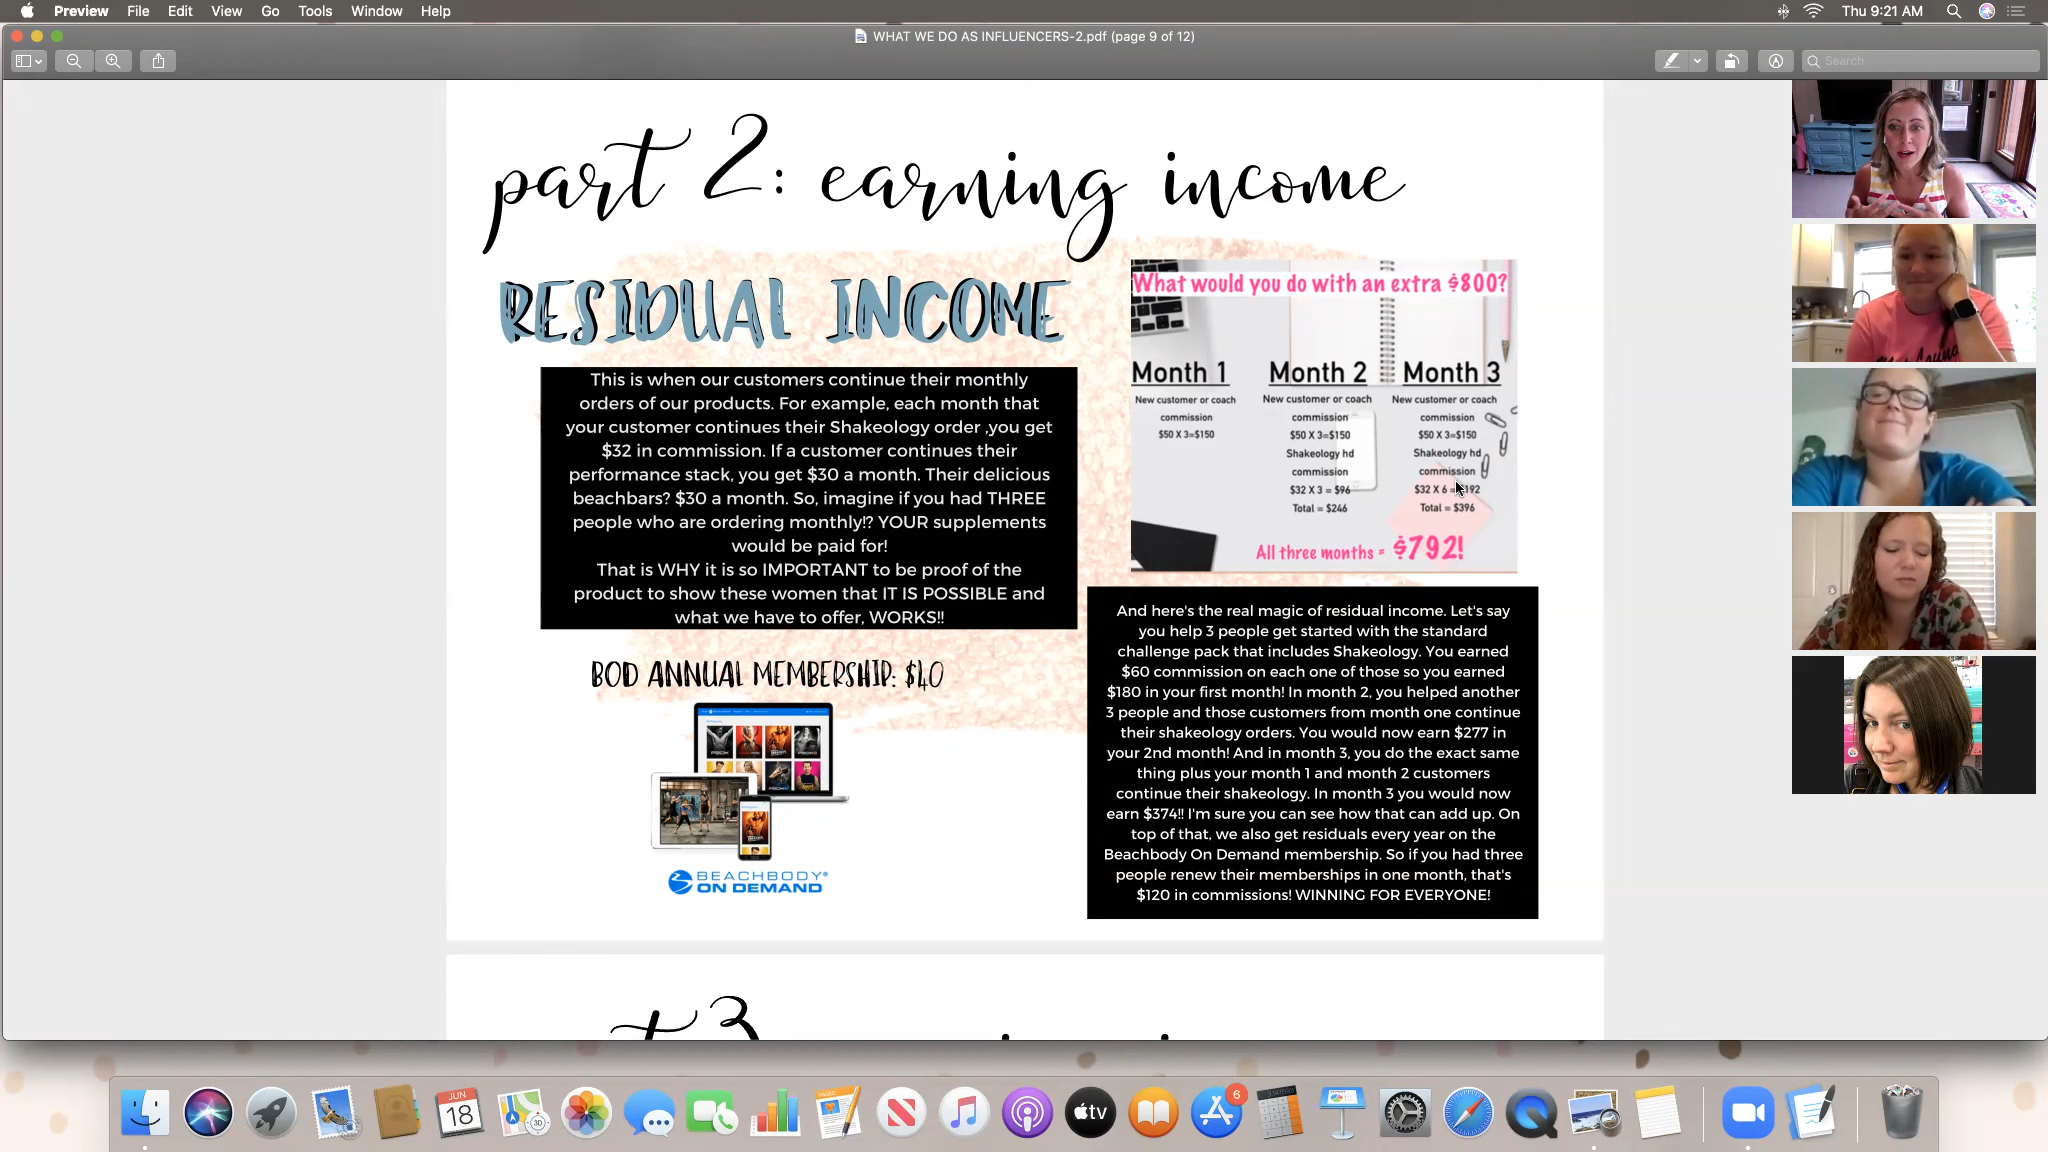 Preview File Edit View Go Tools Window Help
Thu 9:21 AM
WHAT WE DO AS INFLUENCERS-2.pdf (page 9 of 12)
Search
part 2: earning income
RESIDUAL INCOME
This is when our customers continue their monthly
orders of our products. For example, each month that
your customer continues their Shakeology order ,you get
$32 in commission. If a customer continues their
performance stack, you get $30 a month. Their delicious
beachbars? $30 a month. So, imagine if you had THREE
people who are ordering monthly!? YOUR supplements
would be paid for!
That is WHY it is so IMPORTANT to be proof of the
product to show these women that IT IS POSSIBLE and
what we have to offer, WORKS!!
BOD ANNUAL MEMBERSHIP: $40
BEACHBODY®
ON DEMAND
What would you do with an extra $800?
Month 1
New customer or coach
commission
$50 X 3=$150
Month 2
New customer or coach
commission
$50 X 3=$150
Shakeology hd
commission
$32 X 3 = $96
Total = $246
Month 3
New customer or coach
commission
$50 X 3=$150
Shakeology hd
commission
$32 X 6 = $192
Total = $396
All three months = $792!
And here's the real magic of residual income. Let's say
you help 3 people get started with the standard
challenge pack that includes Shakeology. You earned
$60 commission on each one of those so you earned
$180 in your first month! In month 2, you helped another
3 people and those customers from month one continue
their shakeology orders. You would now earn $277 in
your 2nd month! And in month 3, you do the exact same
thing plus your month 1 and month 2 customers
continue their shakeology. In month 3 you would now
earn $374!! I'm sure you can see how that can add up. On
top of that, we also get residuals every year on the
Beachbody On Demand membership. So if you had three
people renew their memberships in one month, that's
$120 in commissions! WINNING FOR EVERYONE!
t 3
JUN
18
3D
PAGES
tv
6